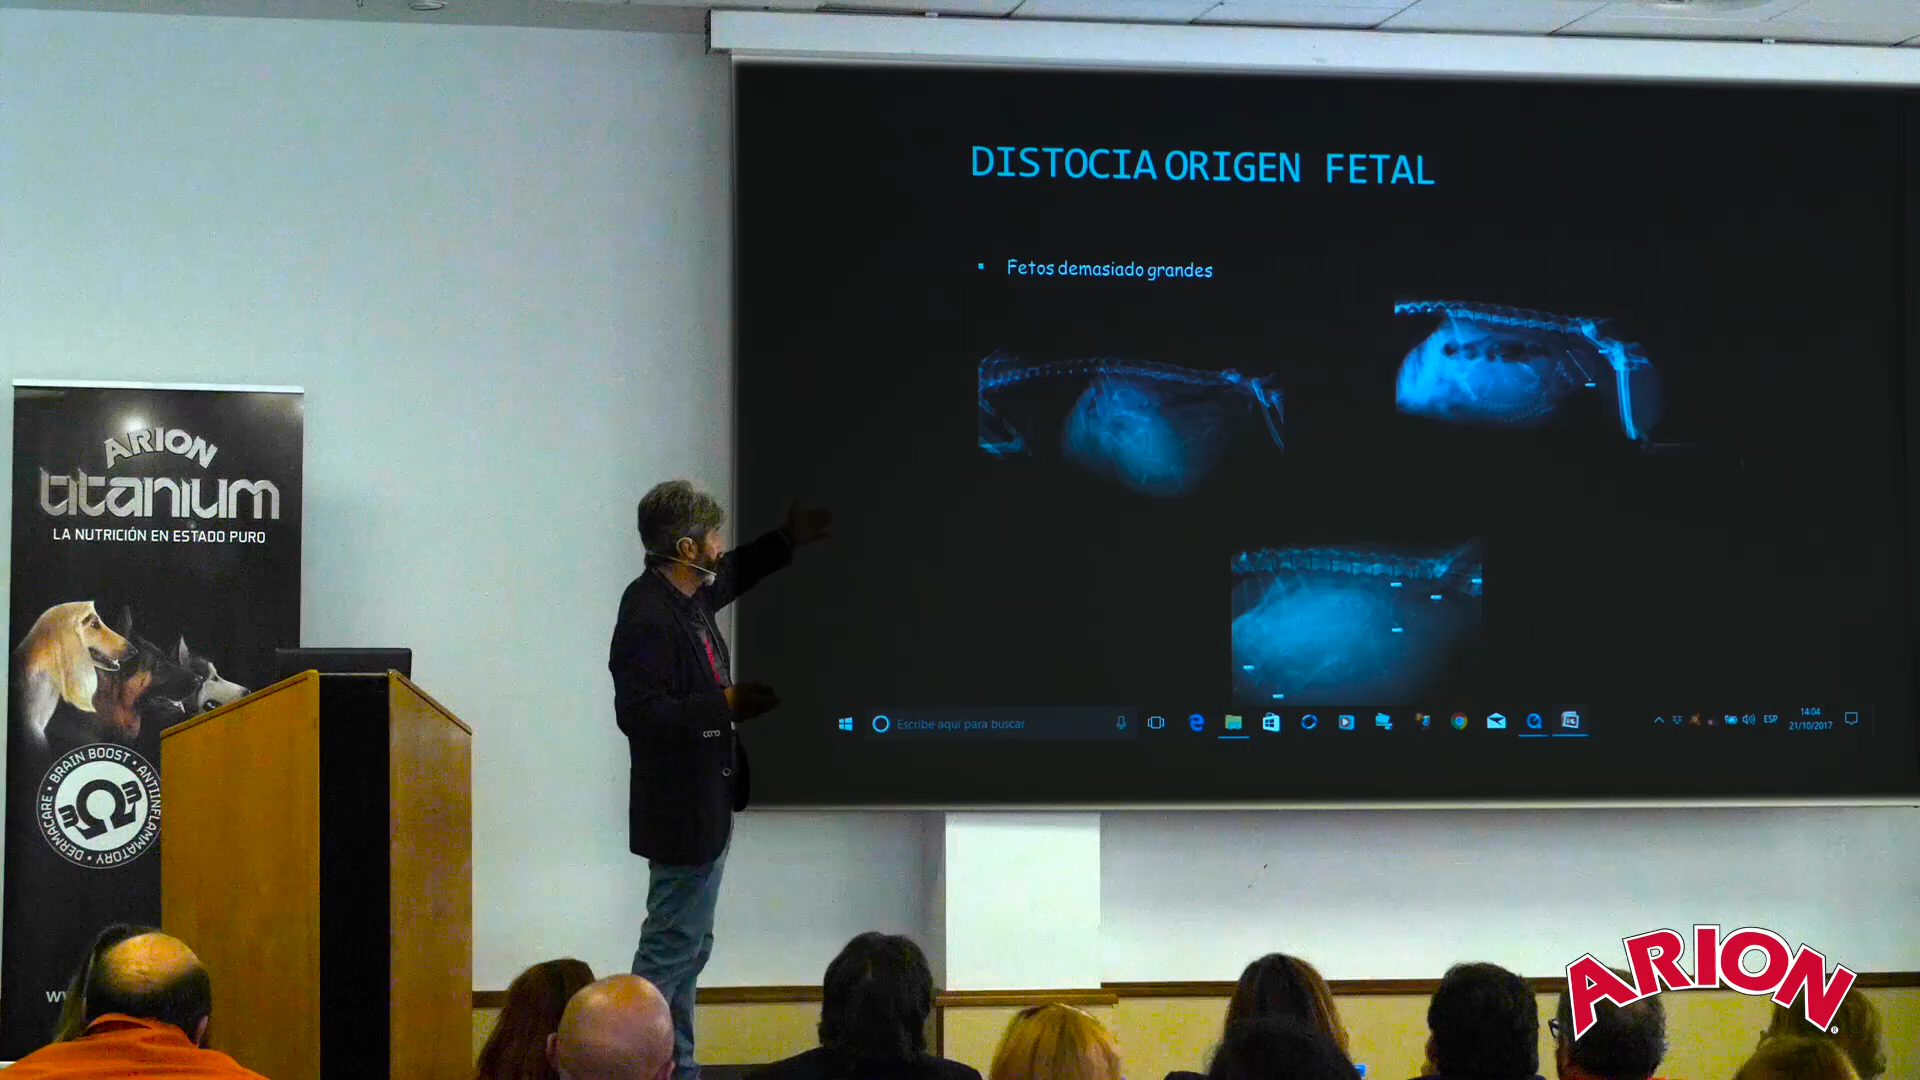 DISTOCIA ORIGEN FETAL
▪ Fetos demasiado grandes
Escribe aquí para buscar
ESP
14:04
21/10/2017
ARION
titanium
LA NUTRICIÓN EN ESTADO PURO
BRAIN BOOST • ANTIINFLAMMATORY • DERMACARE •
3Ω3
ARION